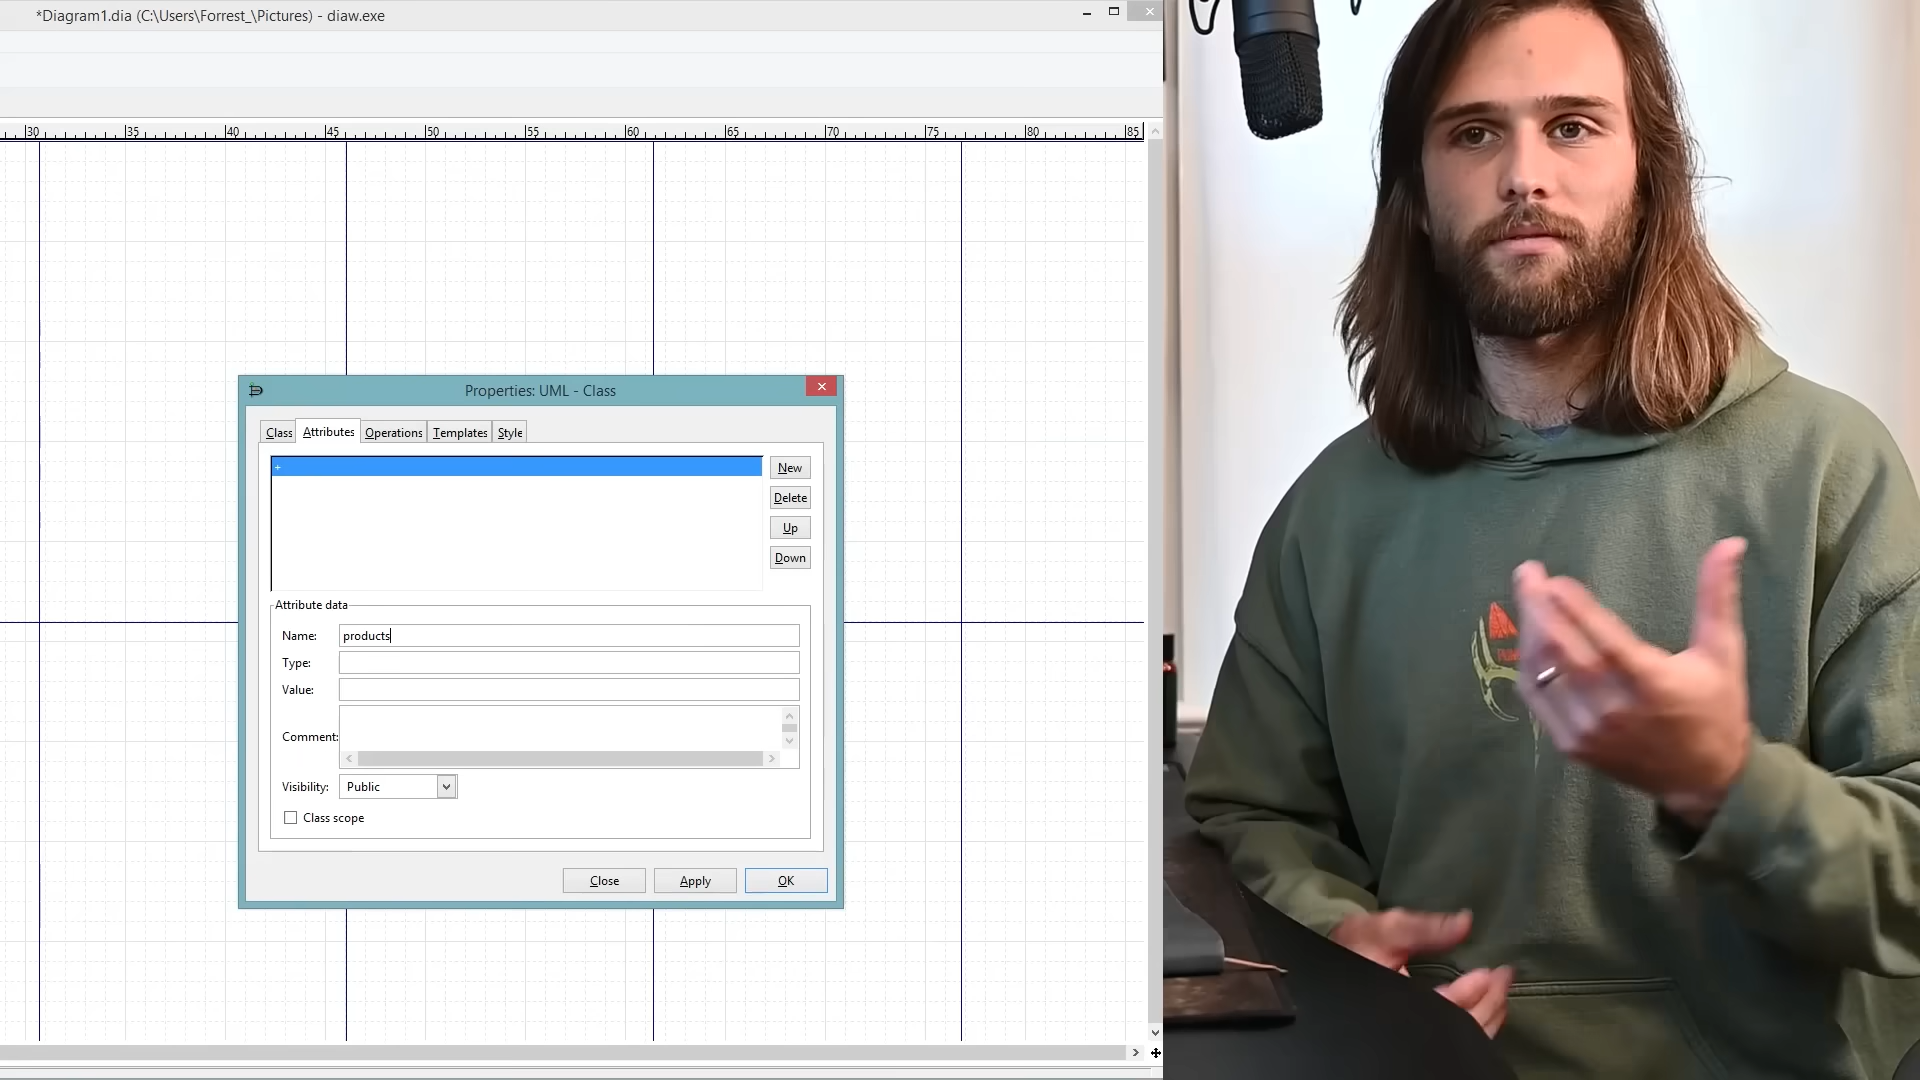 *Diagram1.dia (C:\Users\Forrest_\Pictures) - diaw.exe
30 35 40 45 50 55 60 65 70 75 80 85
Properties: UML - Class
Class Attributes Operations Templates Style
+
New
Delete
Up
Down
Attribute data
Name: products
Type:
Value:
Comment:
Visibility: Public
Class scope
Close Apply OK